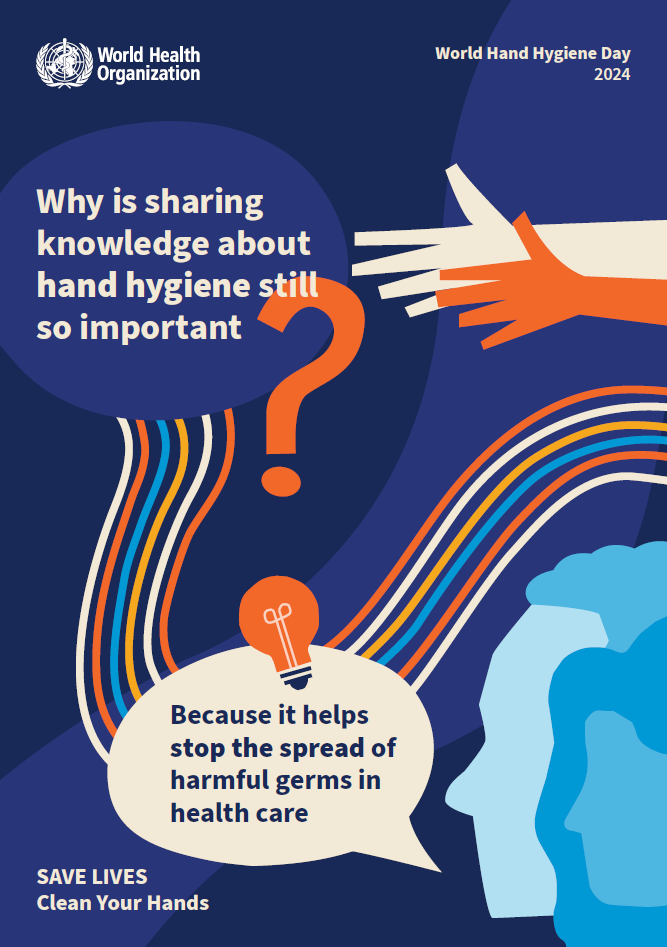 World Health
Organization
World Hand Hygiene Day
2024
Why is sharing
knowledge about
hand hygiene still
so important
?
Because it helps
stop the spread of
harmful germs in
health care
SAVE LIVES
Clean Your Hands